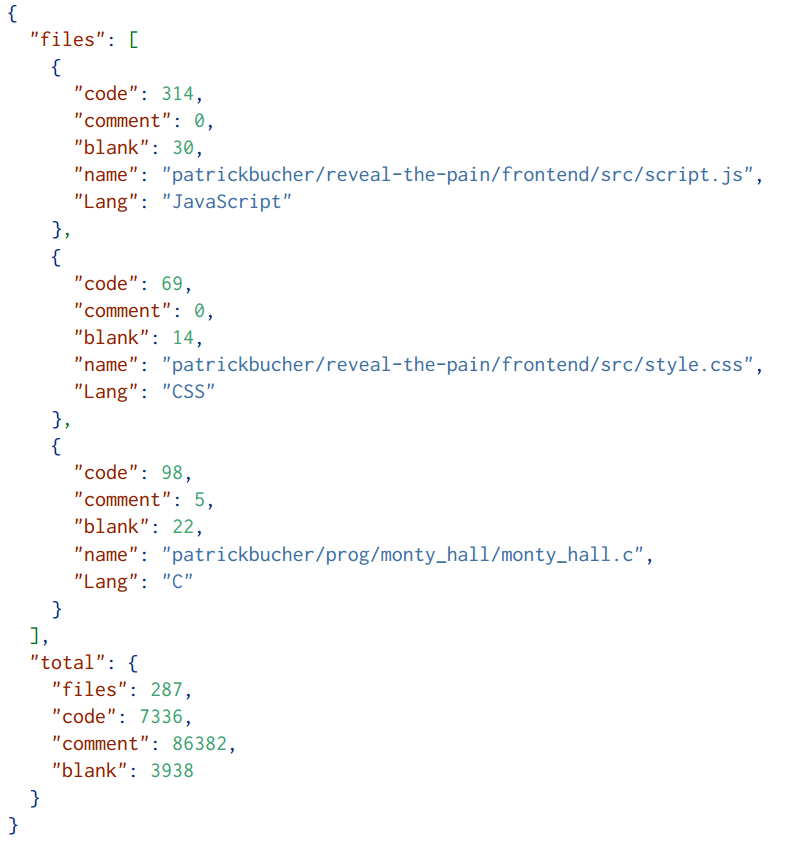 {
  "files": [
    {
      "code": 314,
      "comment": 0,
      "blank": 30,
      "name": "patrickbucher/reveal-the-pain/frontend/src/script.js",
      "Lang": "JavaScript"
    },
    {
      "code": 69,
      "comment": 0,
      "blank": 14,
      "name": "patrickbucher/reveal-the-pain/frontend/src/style.css",
      "Lang": "CSS"
    },
    {
      "code": 98,
      "comment": 5,
      "blank": 22,
      "name": "patrickbucher/prog/monty_hall/monty_hall.c",
      "Lang": "C"
    }
  ],
  "total": {
    "files": 287,
    "code": 7336,
    "comment": 86382,
    "blank": 3938
  }
}